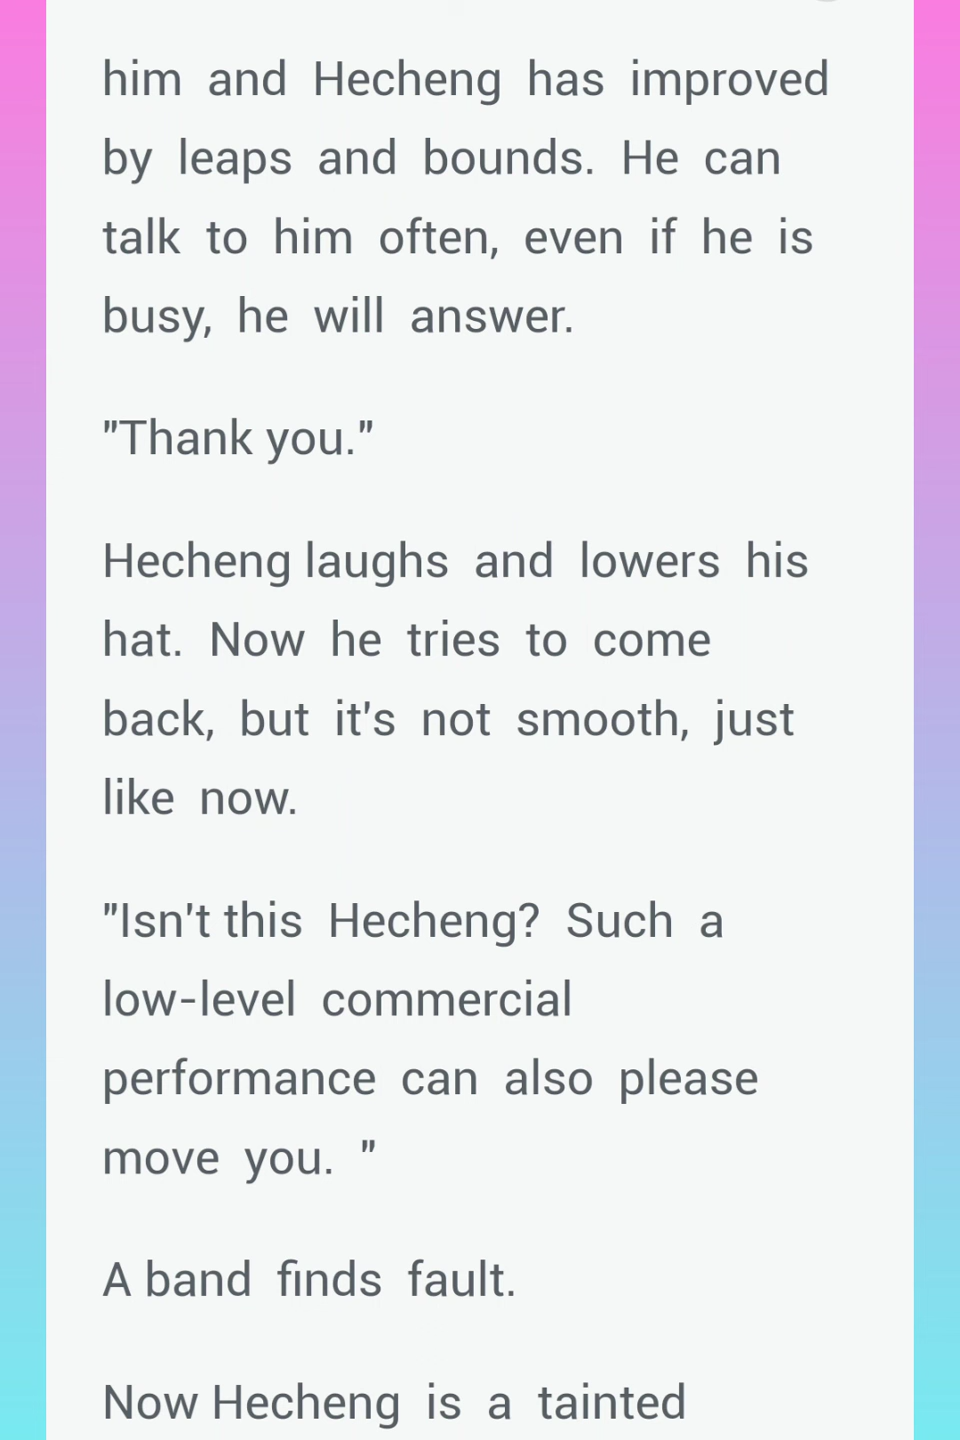 him and Hecheng has improved
by leaps and bounds. He can
talk to him often, even if he is
busy, he will answer.
"Thank you."
Hecheng laughs and lowers his
hat. Now he tries to come
back, but it's not smooth, just
like now.
"Isn't this Hecheng? Such a
low-level commercial
performance can also please
move you. "
A band finds fault.
Now Hecheng is a tainted